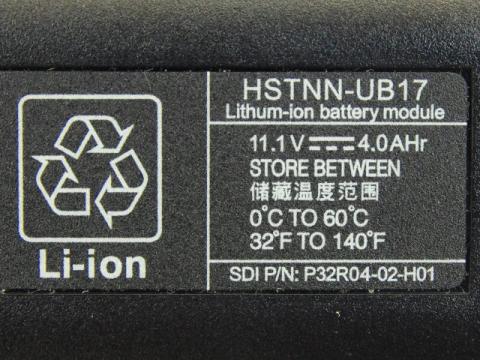 HSTNN-UB17
Lithum-ion battery module
11.1V⎓4.0AHr
STORE BETWEEN
储藏温度范围
0°C TO 60°C
32°F TO 140°F
SDI P/N: P32R04-02-H01
Li-ion